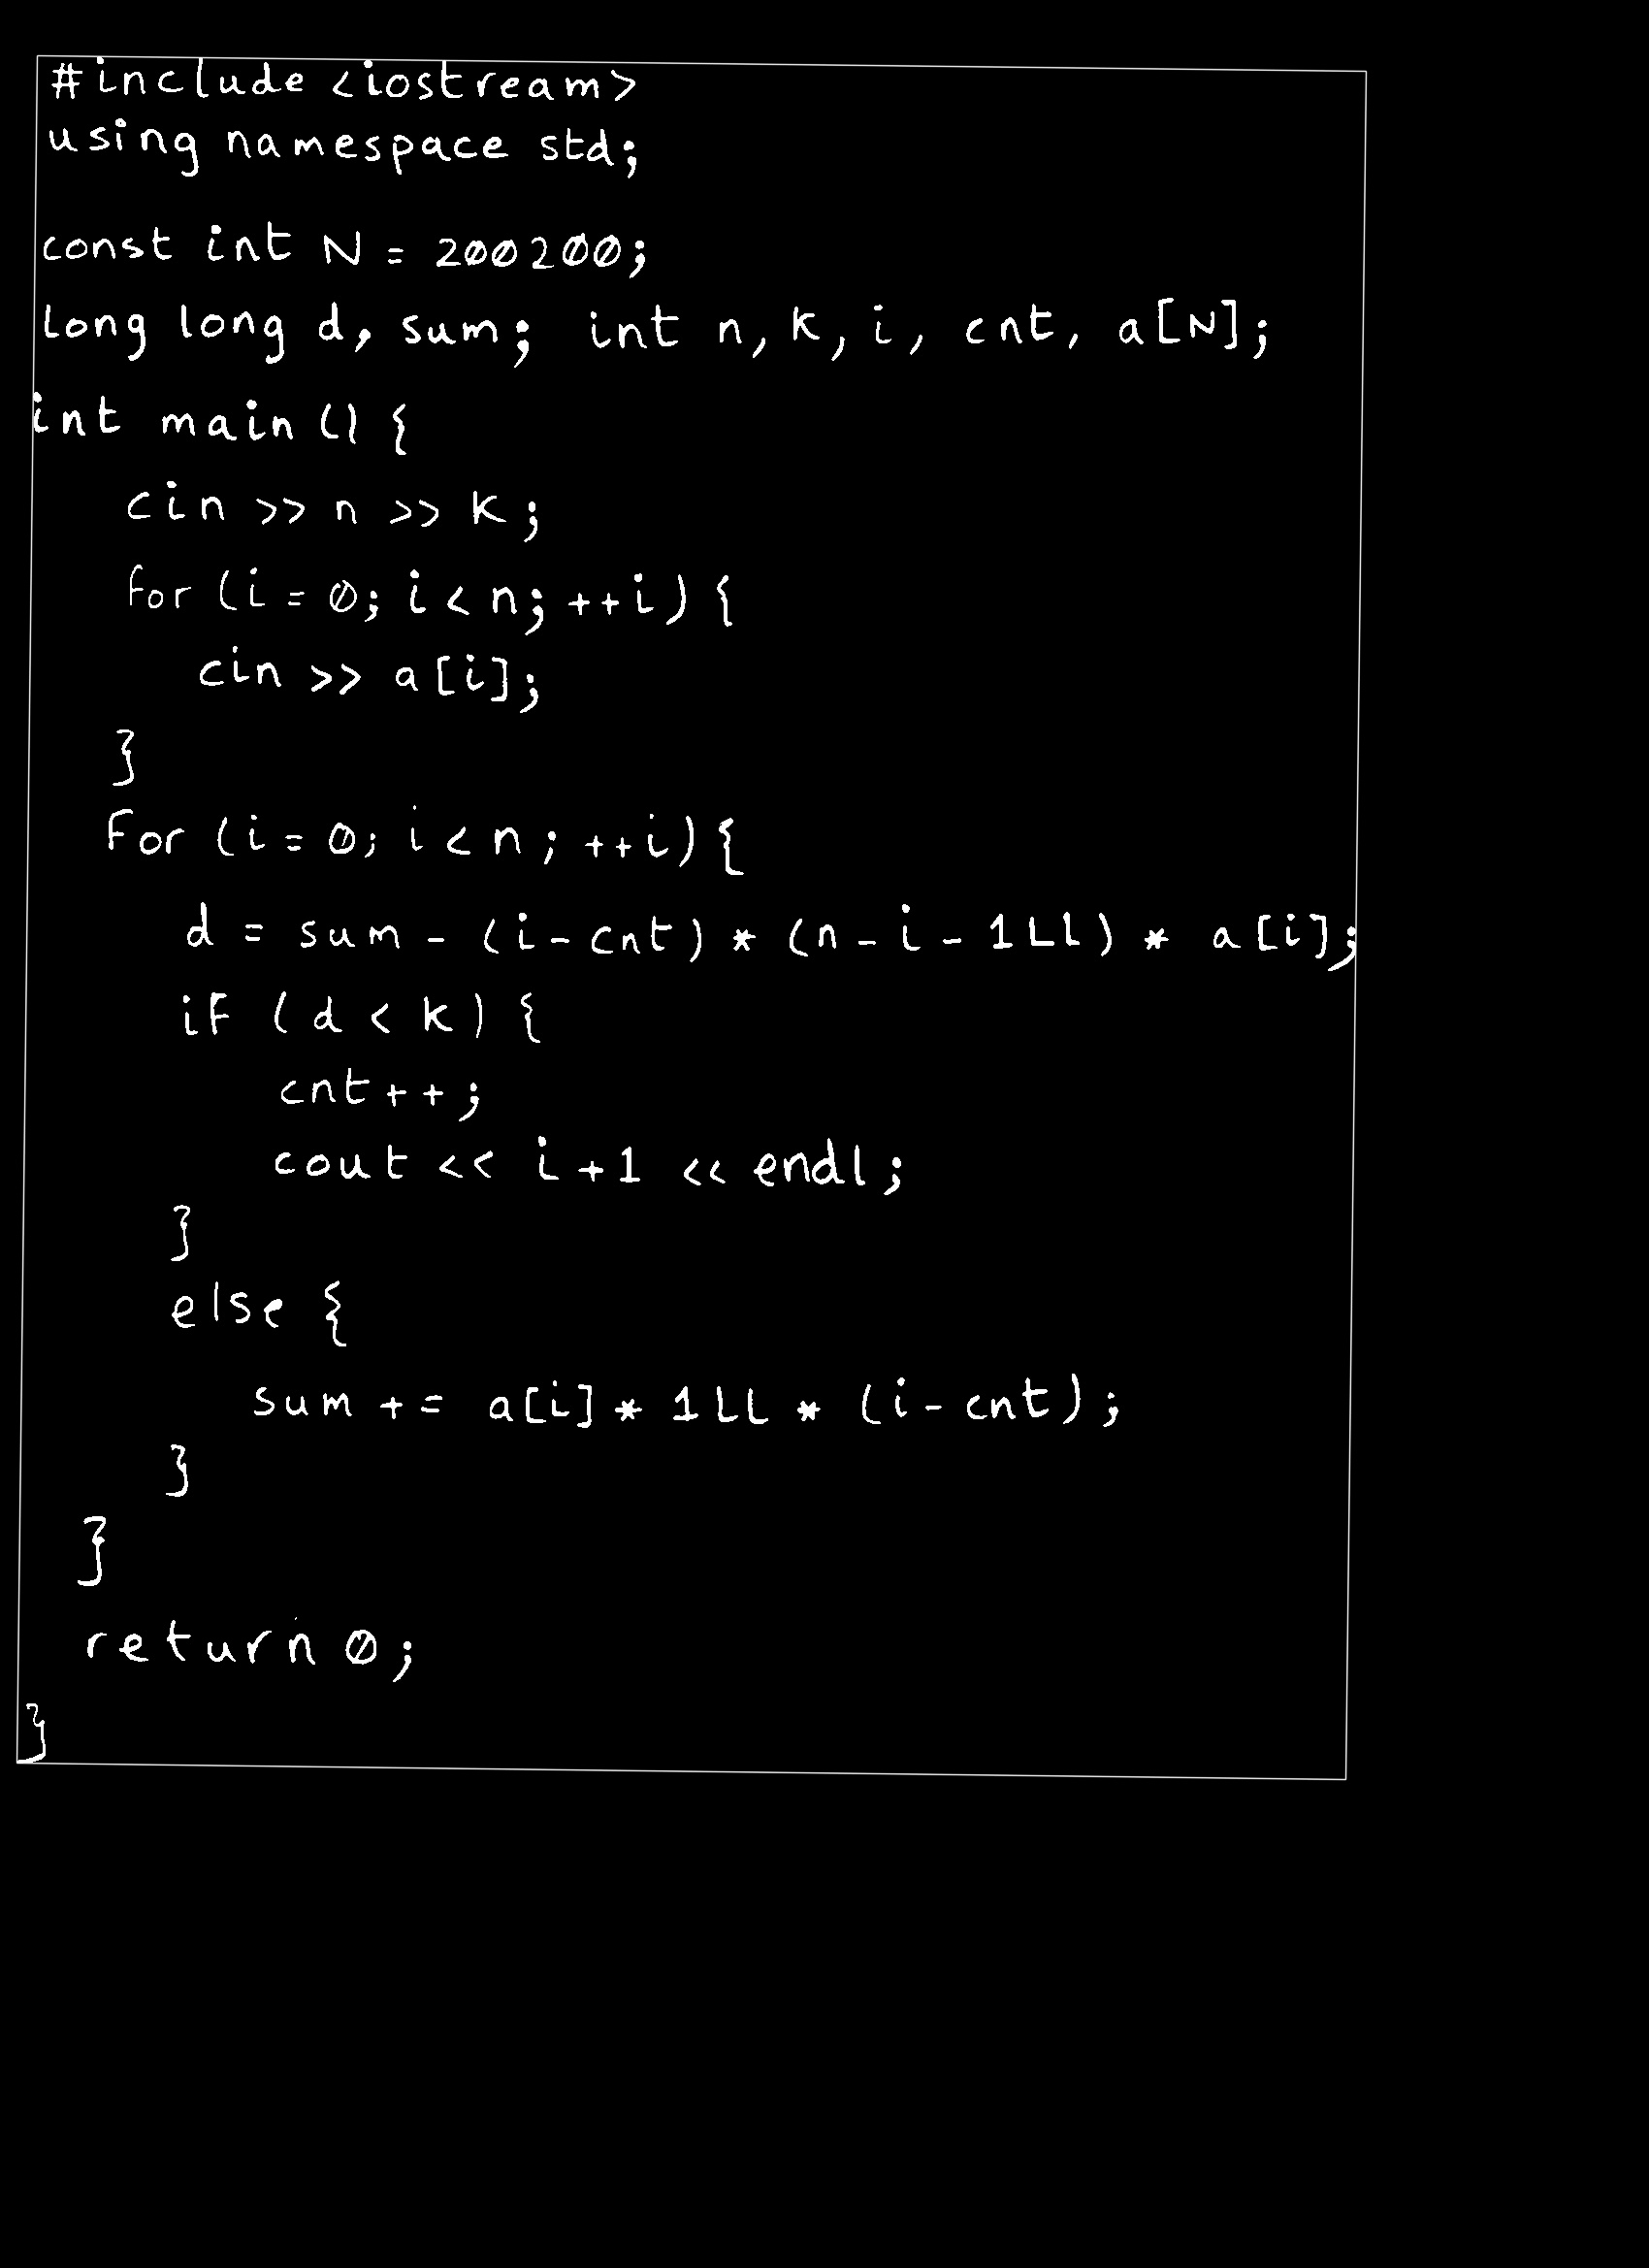 #include <iostream>
using namespace std;
const int N = 200200;
long long d, sum; int n, k, i, cnt, a[N];
int main() {
cin >> n >> k;
for (i = 0; i < n; ++i) {
cin >> a[i];
}
for (i = 0; i < n; ++i) {
d = sum - (i - cnt) * (n - i - 1LL) * a[i];
if (d < k) {
cnt++;
cout << i + 1 << endl;
}
else {
sum += a[i] * 1LL * (i - cnt);
}
}
return 0;
}